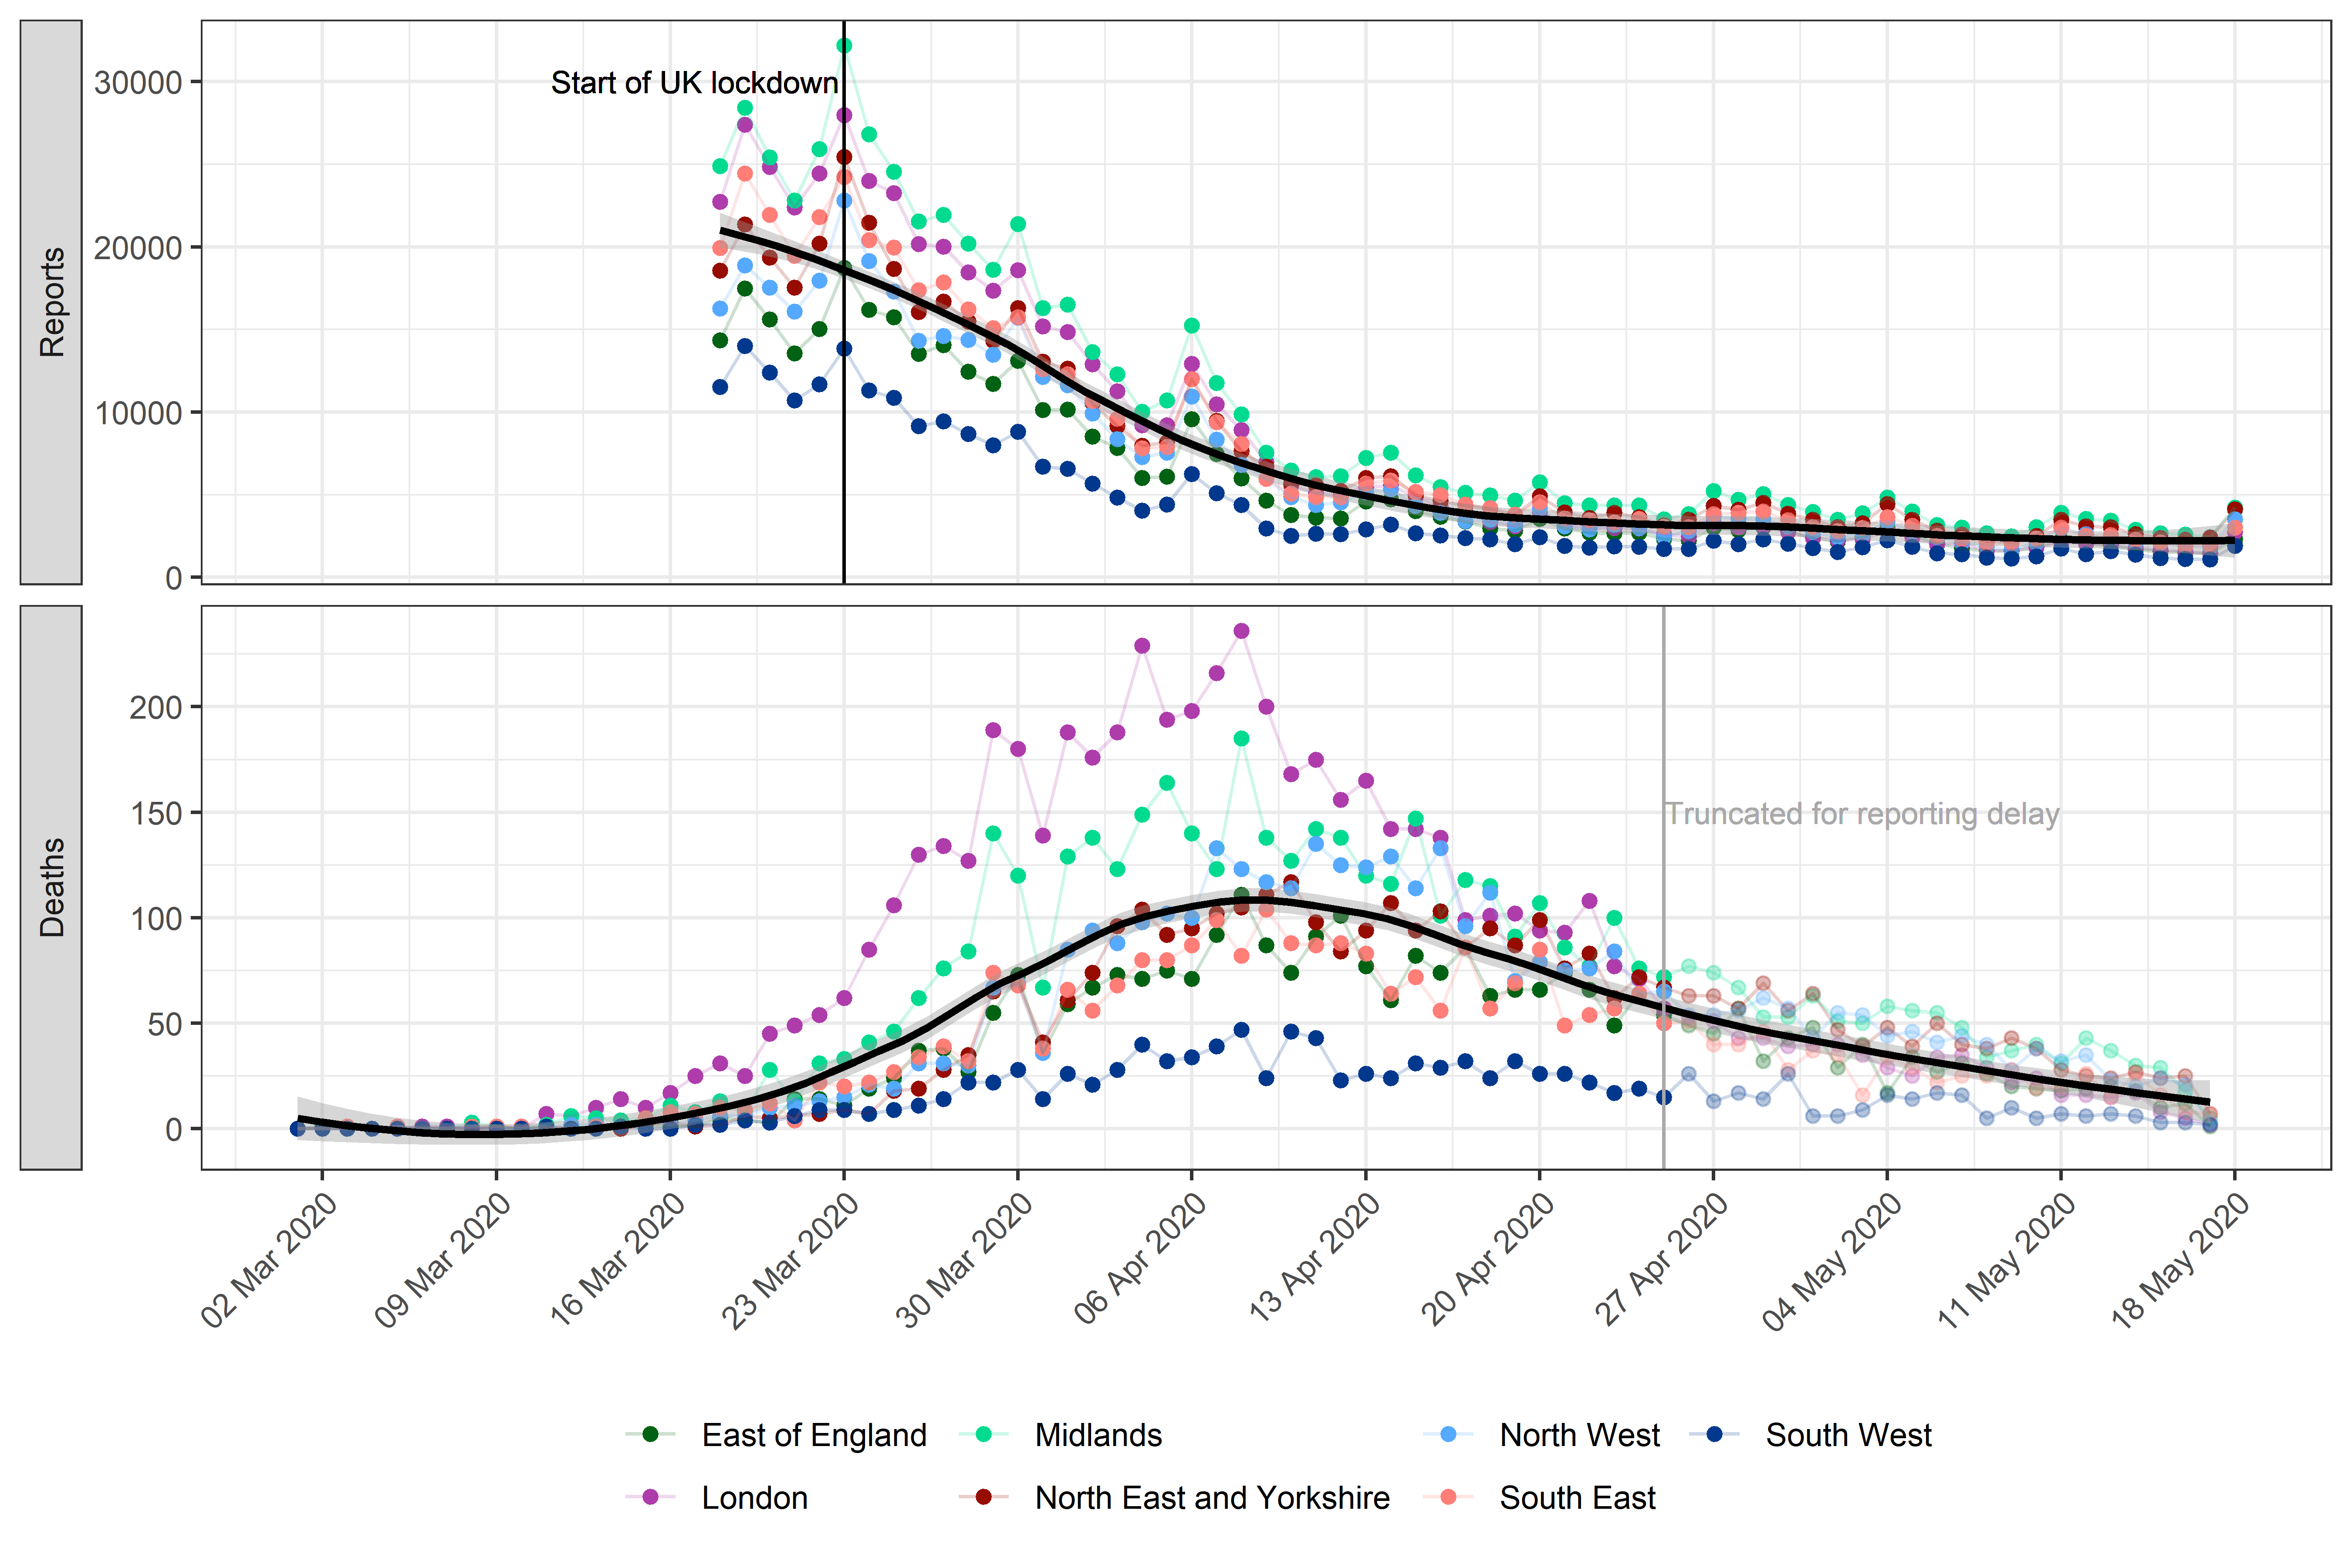 Reports
30000
20000
10000
0
Start of UK lockdown
Deaths
200
150
100
50
0
Truncated for reporting delay
02 Mar 2020
09 Mar 2020
16 Mar 2020
23 Mar 2020
30 Mar 2020
06 Apr 2020
13 Apr 2020
20 Apr 2020
27 Apr 2020
04 May 2020
11 May 2020
18 May 2020
East of England
Midlands
North West
South West
London
North East and Yorkshire
South East